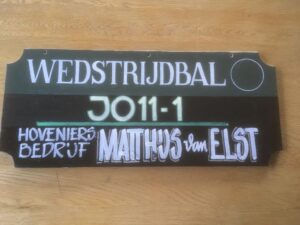 WEDSTRIJDBAL
JO11-1
HOVENIERS BEDRIJF MATTHIJS van ELST